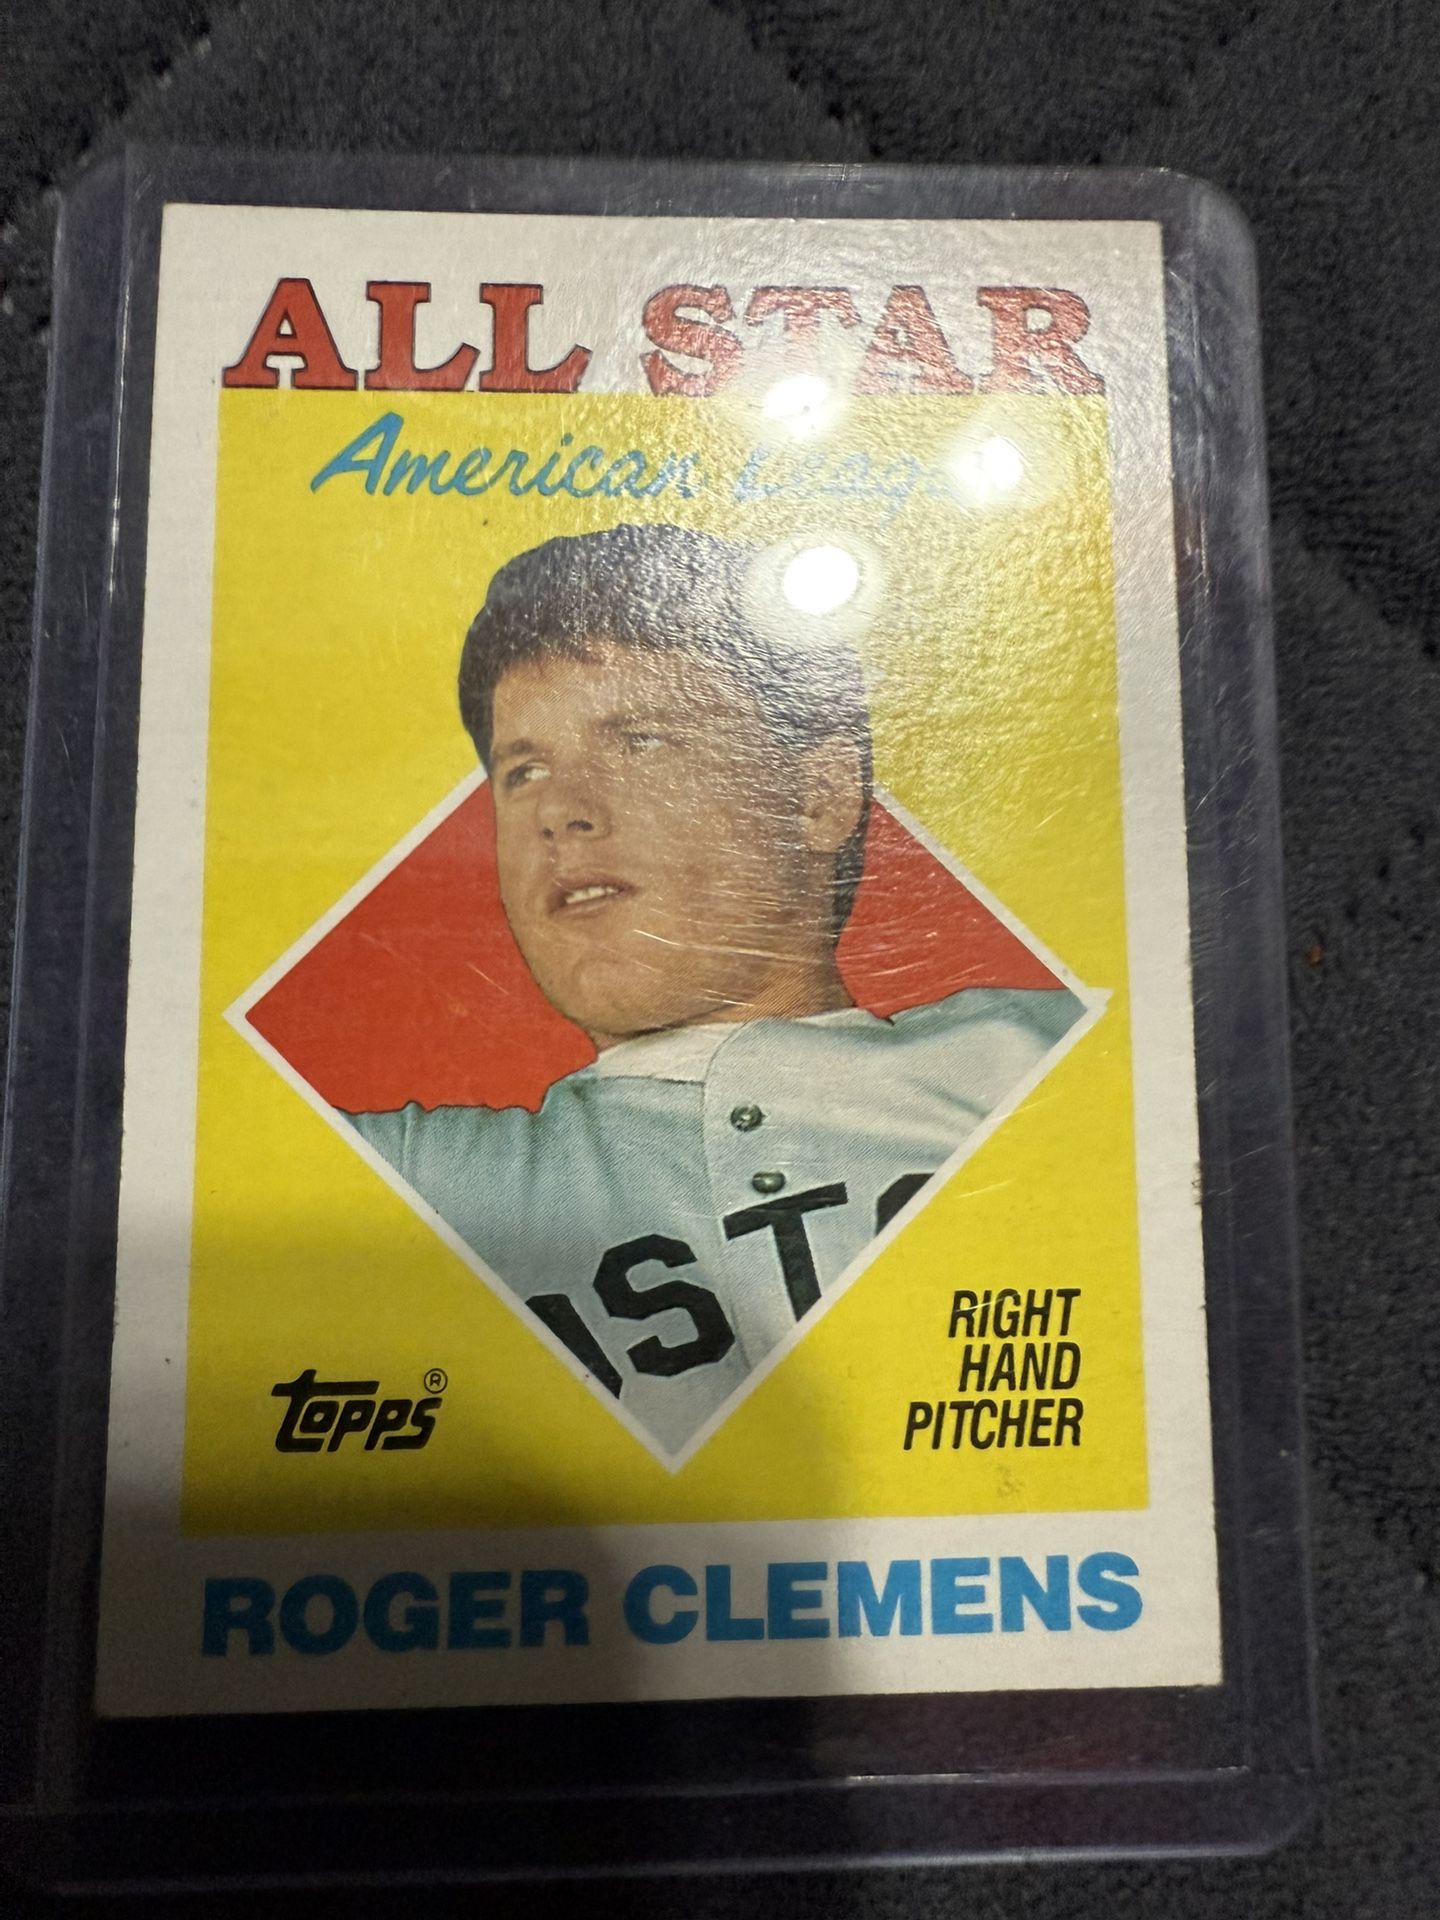 ALL STAR
American League
ISTO
topps®
RIGHT
HAND
PITCHER
ROGER CLEMENS